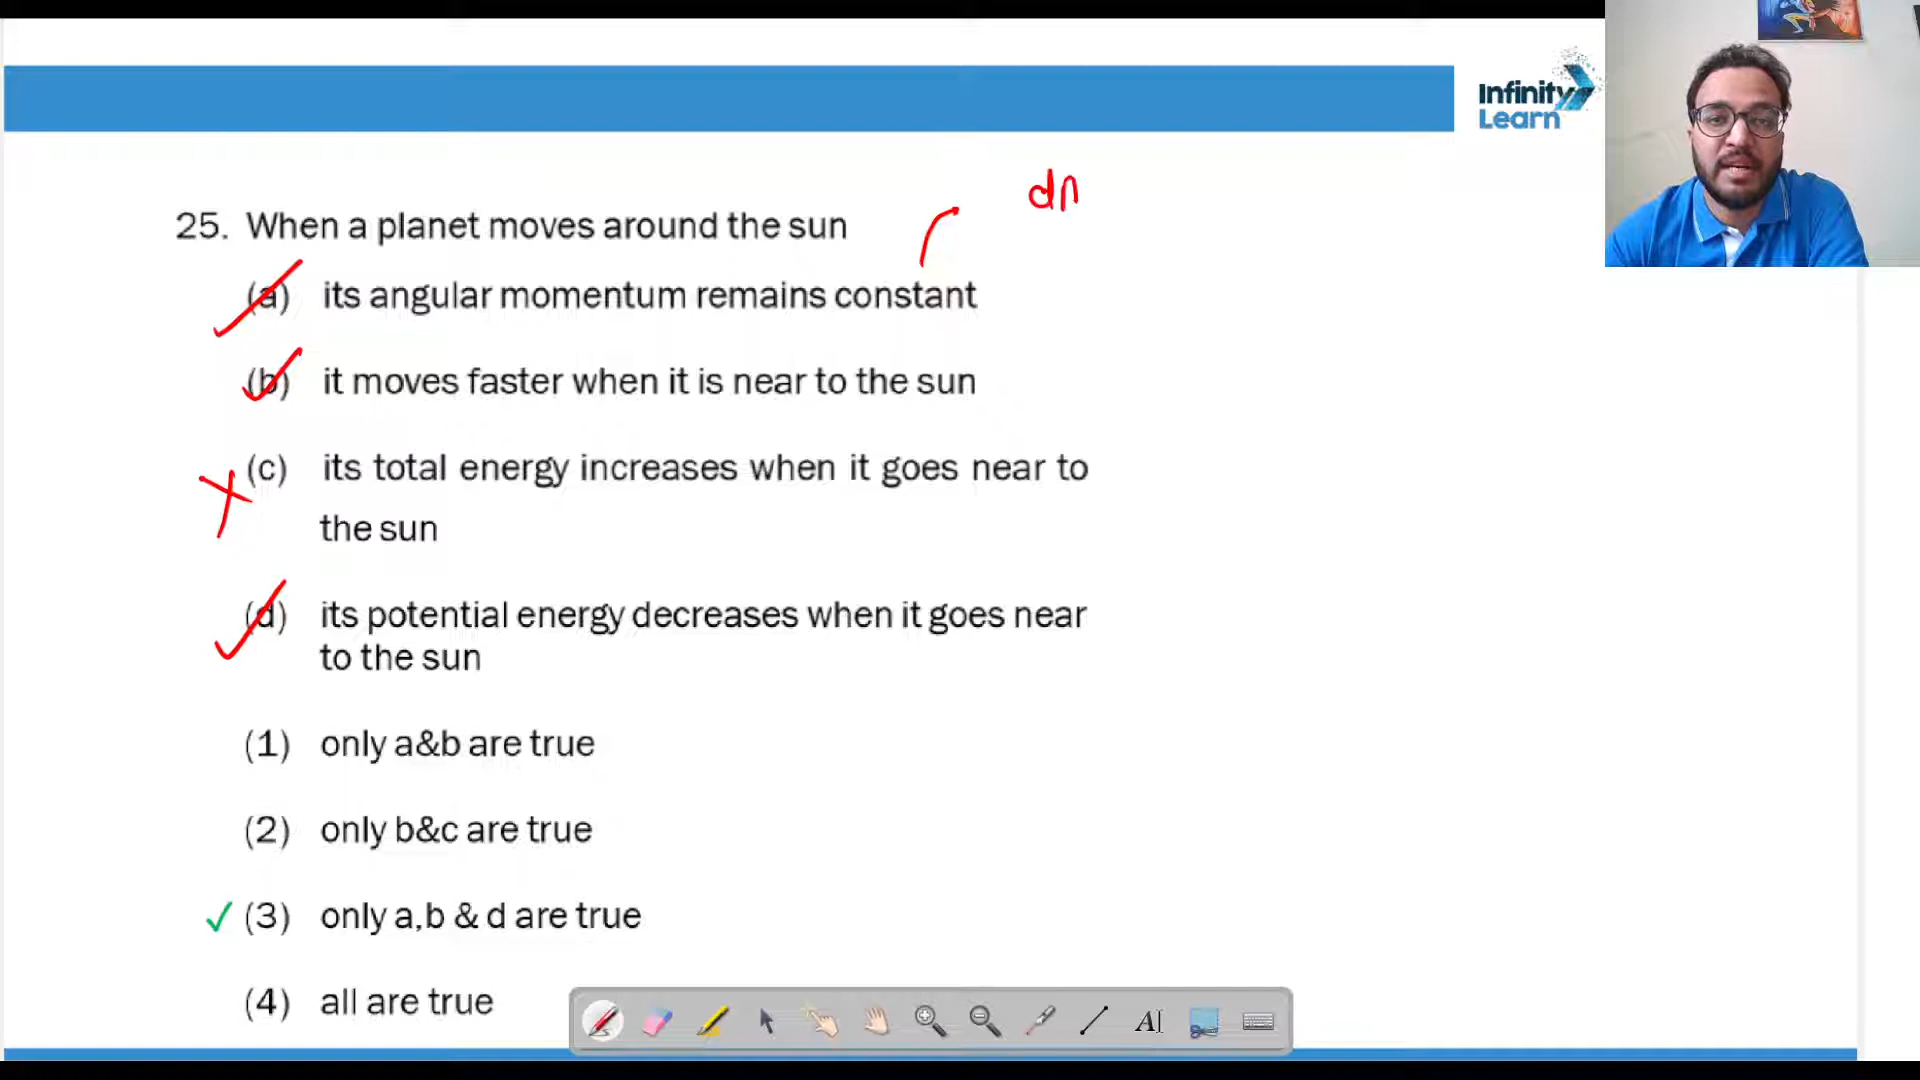 Infinity
Learn
dA
25. When a planet moves around the sun
(a) its angular momentum remains constant
(b) it moves faster when it is near to the sun
(c) its total energy increases when it goes near to
the sun
(d) its potential energy decreases when it goes near
to the sun
(1) only a&b are true
(2) only b&c are true
✓ (3) only a,b & d are true
(4) all are true
A